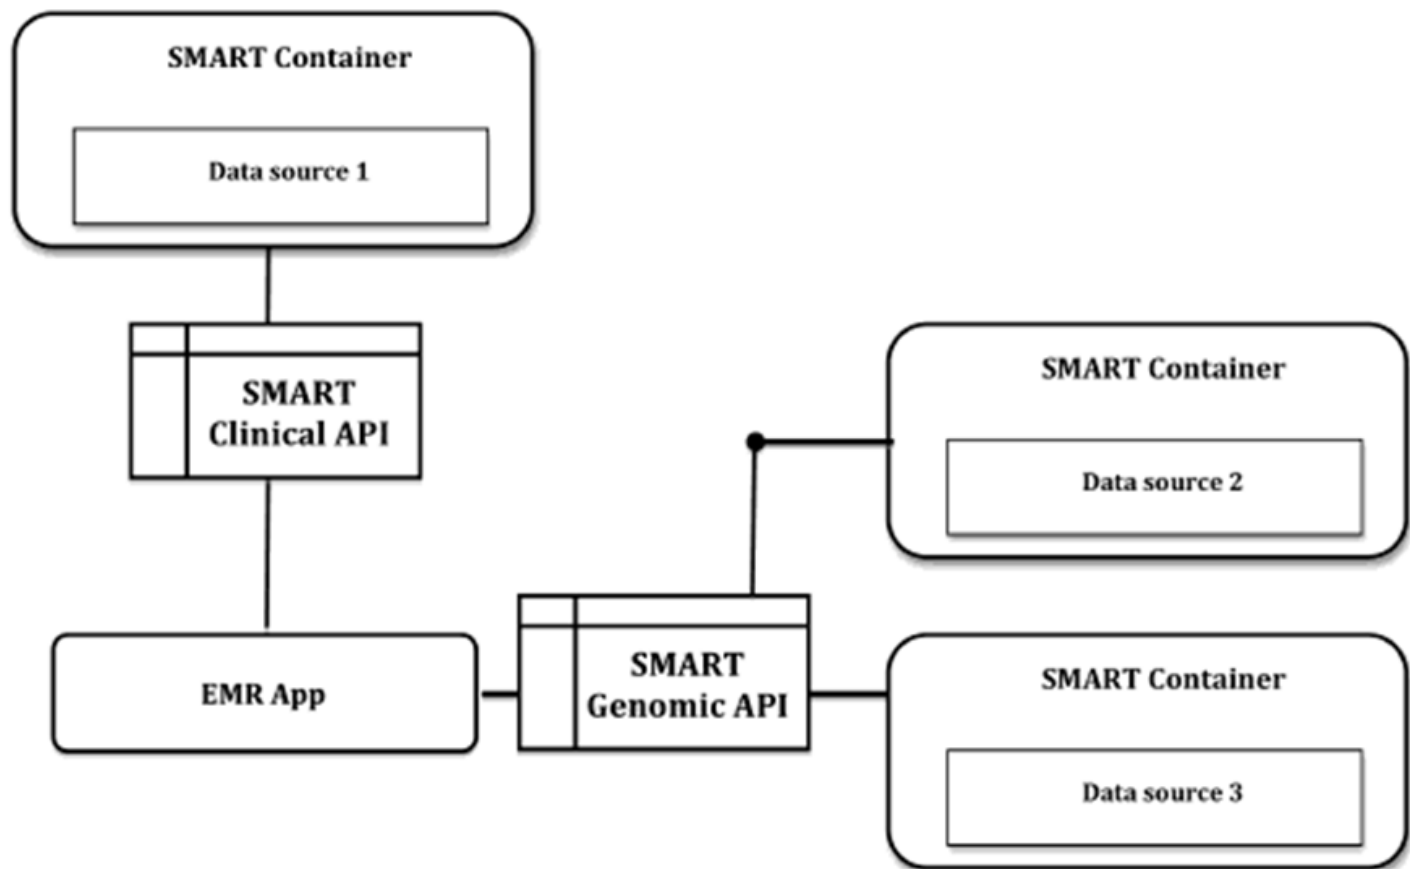 SMART Container
Data source 1
SMART
Clinical API
SMART Container
Data source 2
EMR App
SMART
Genomic API
SMART Container
Data source 3